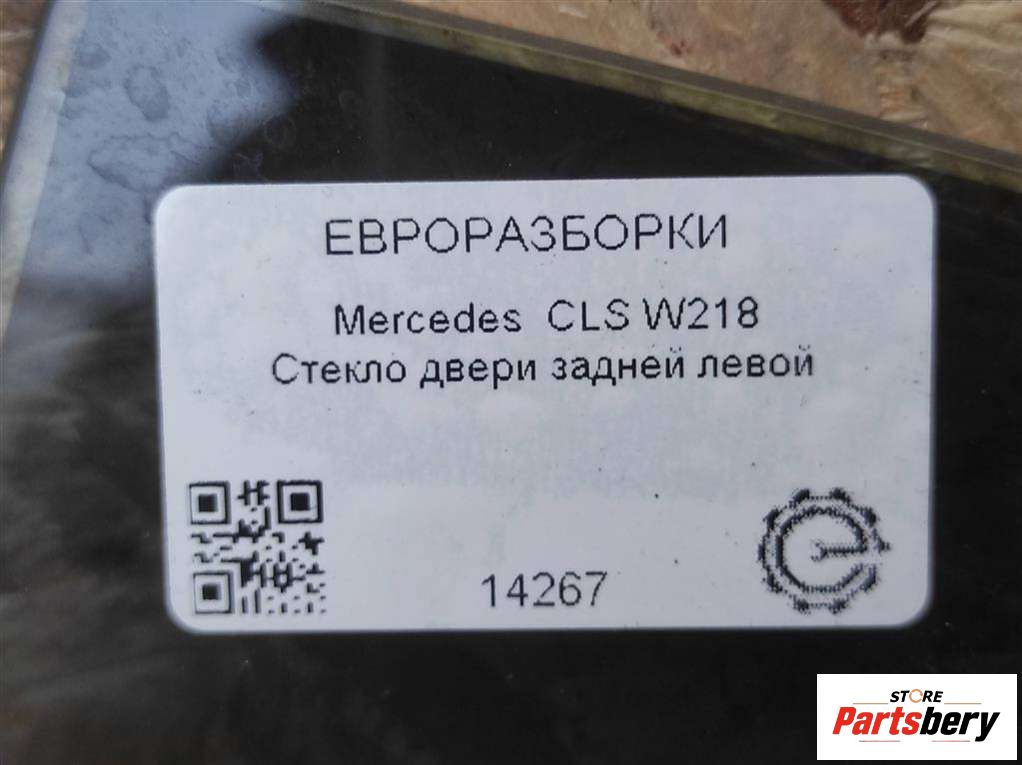 ЕВРОРАЗБОРКИ
Mercedes CLS W218
Стекло двери задней левой
14267
STORE
Partsbery